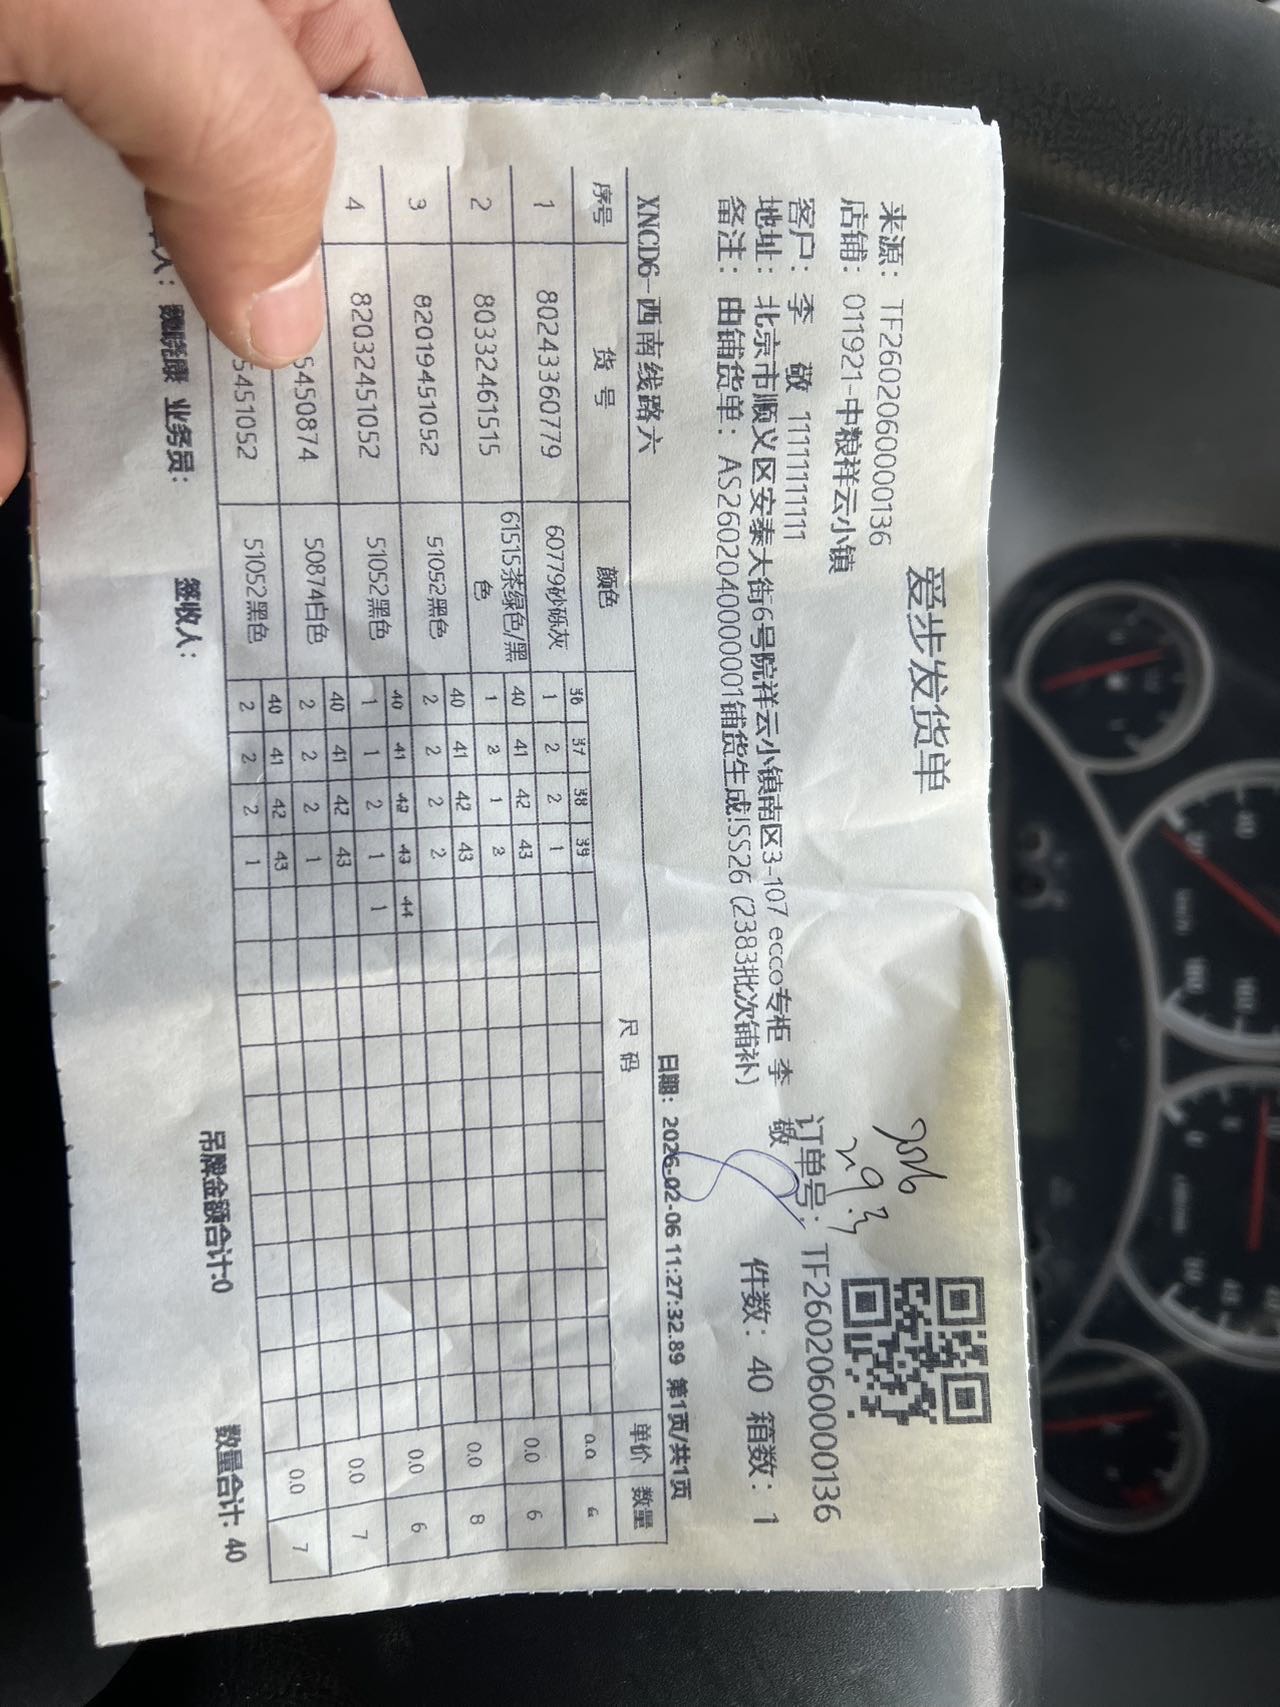 爱步发货单
来源：TF260206000013​6
店铺：011921-中粮祥云小镇
订单号：TF2602060000136
客户：李 敬 11111111111
件数：40 箱数：1
地址：北京市顺义区安泰大街6号院祥云小镇南区3-107 ecco专柜 李敬
备注：由铺货单：AS2602040000001铺货生成!SS26 (2383批次铺补)
XNCD6-西南线路六
日期：2026-02-06 11:27:32.89 第1页/共1页
序号 货 号 颜色 尺 码 单价 数量
36 37 38 39
1 80243360779 60779砂砾灰 1 2 2 1 0.0 6
40 41 42 43
2 80332461515 61515茶绿色/黑色 1 2 1 2 0.0 6
40 41 42 43
3 82019451052 51052黑色 2 2 2 2 0.0 8
40 41 42 43 44
4 82032451052 51052黑色 1 1 2 1 1 0.0 6
40 41 42 43
5450874 50874白色 2 2 2 1 0.0 7
40 41 42 43
5451052 51052黑色 2 2 2 1 0.0 7
人：魏晓康 业务员： 签收人： 吊牌金额合计:0 数量合计: 40